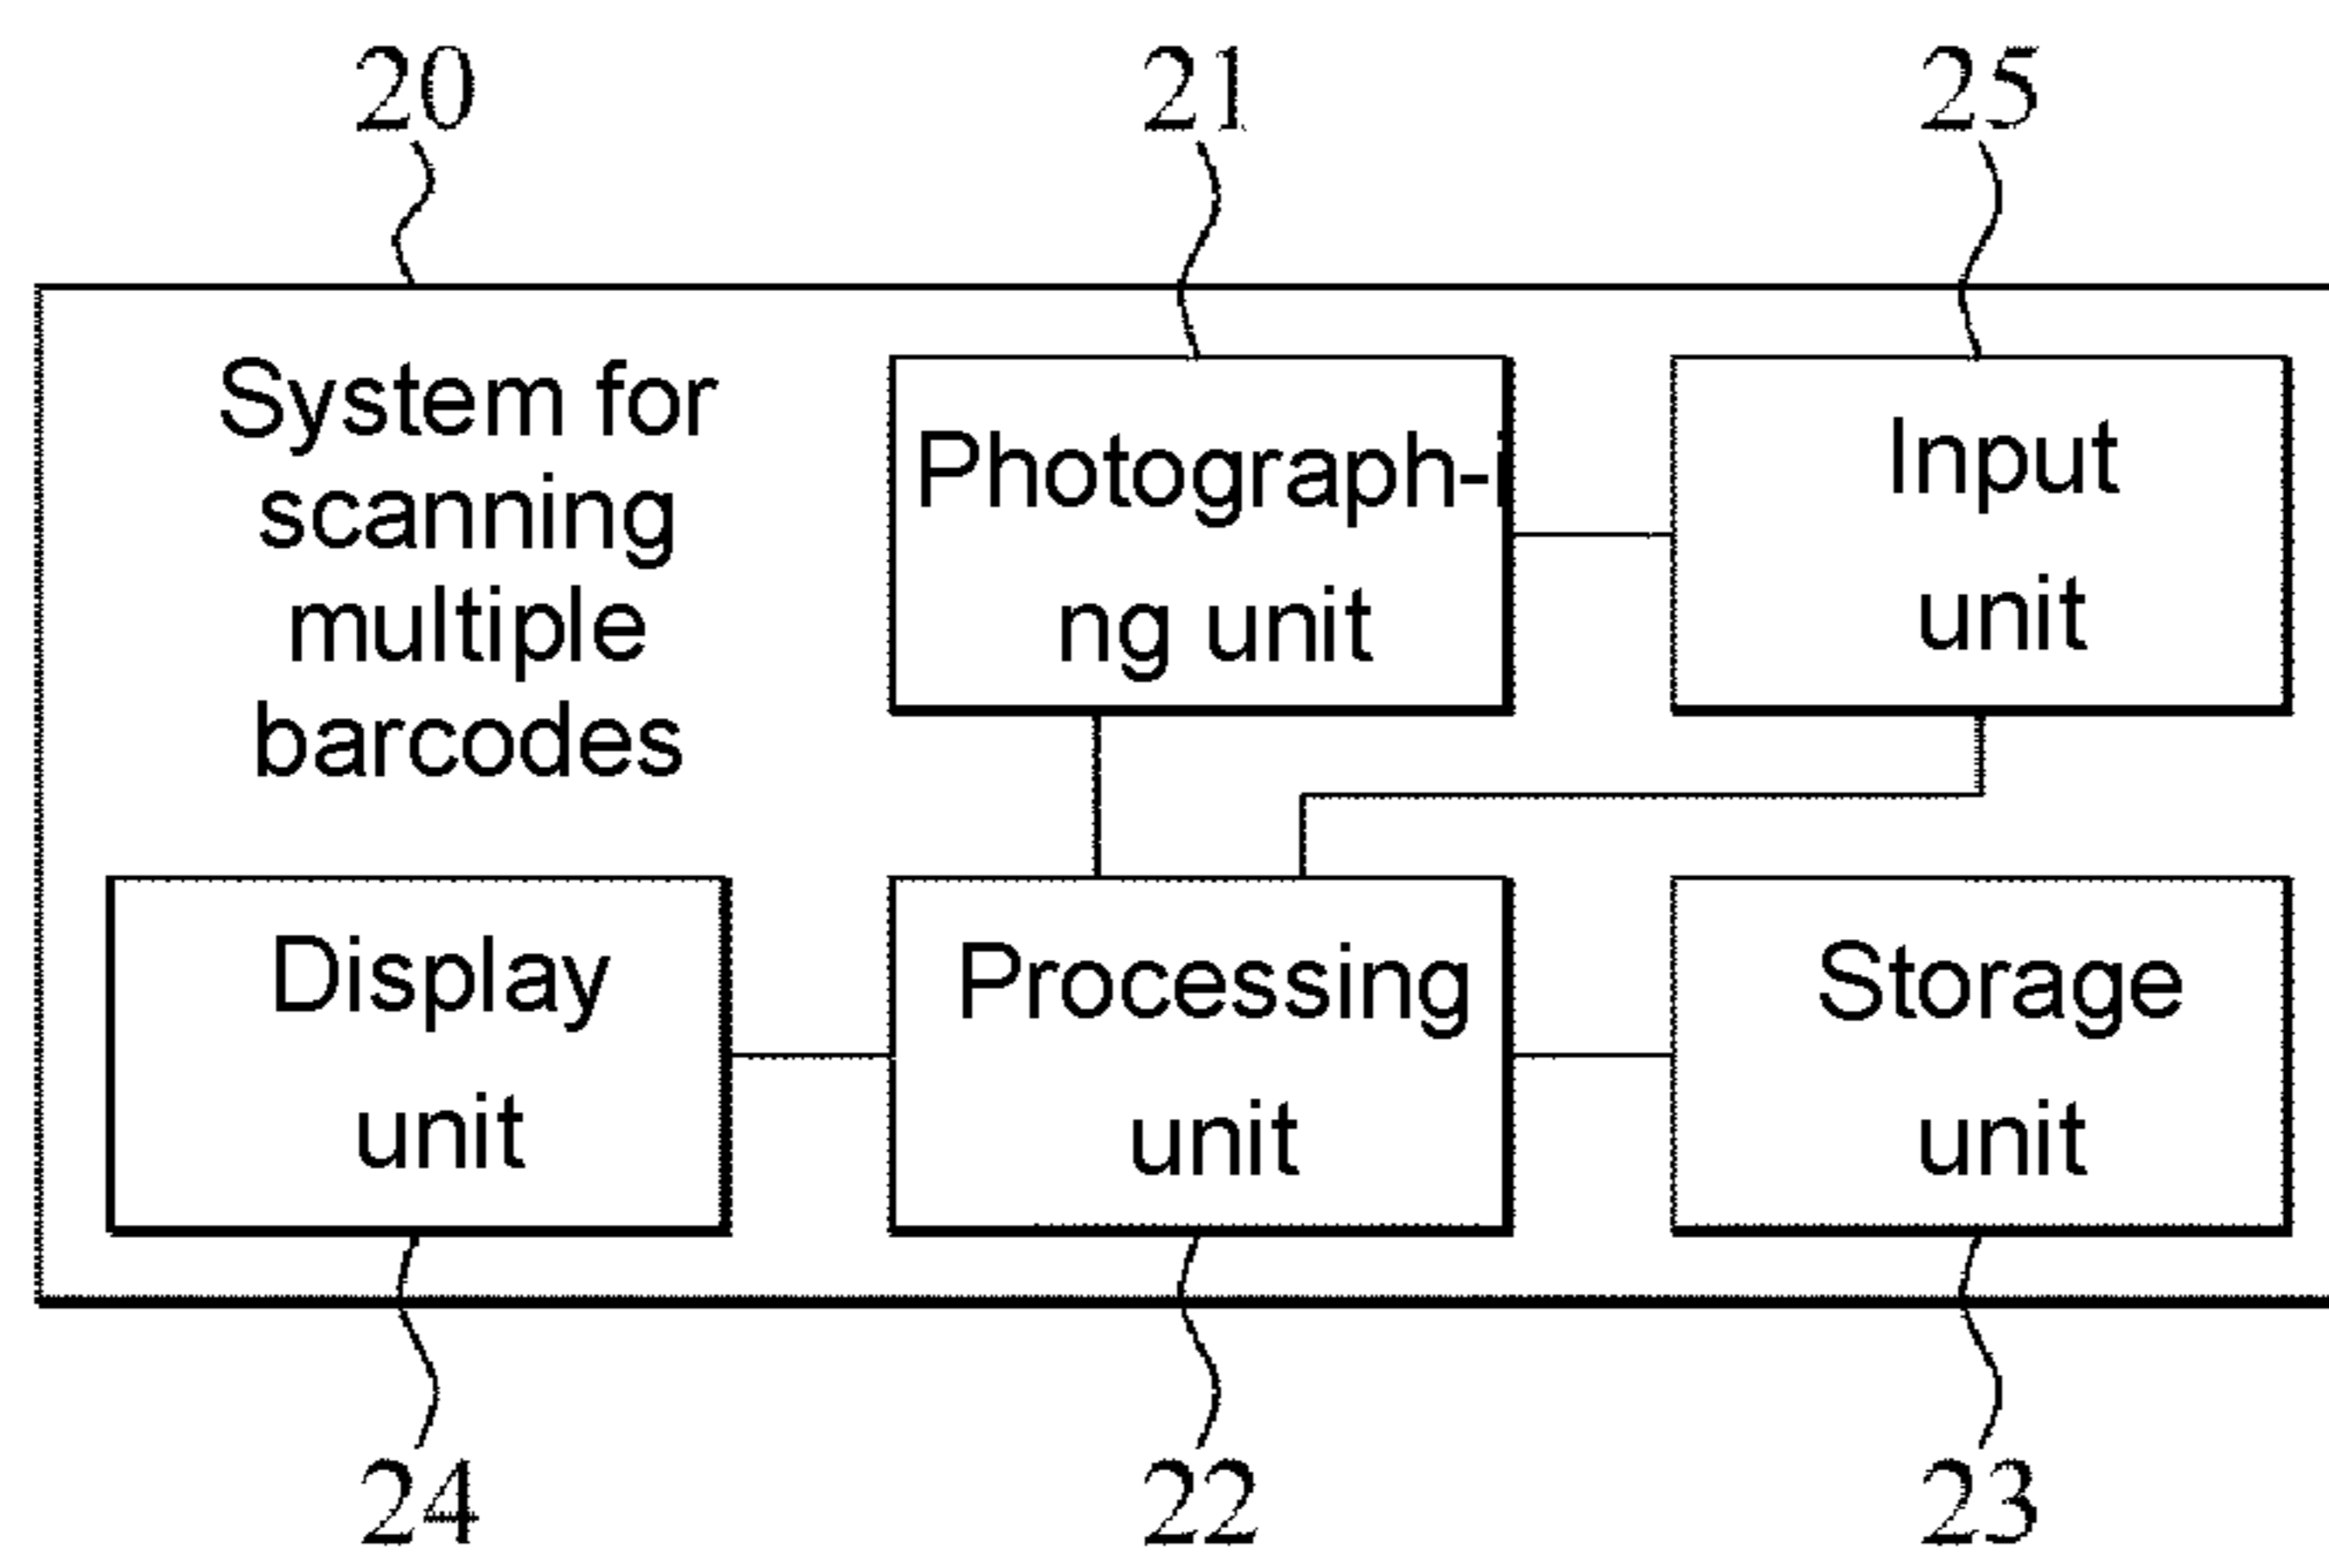 20
21
25
System for
scanning
multiple
barcodes
Photograph-i
ng unit
Input
unit
Display
unit
Processing
unit
Storage
unit
24
22
23